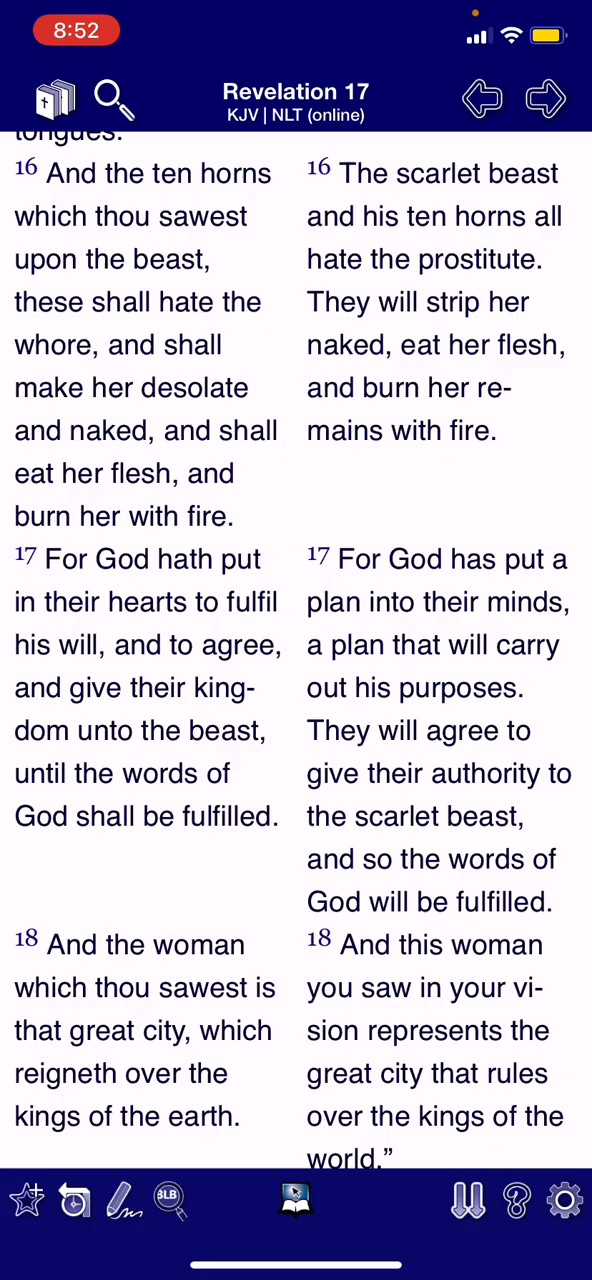 8:52
Revelation 17
KJV | NLT (online)
tongues.
16 And the ten horns
which thou sawest
upon the beast,
these shall hate the
whore, and shall
make her desolate
and naked, and shall
eat her flesh, and
burn her with fire.
17 For God hath put
in their hearts to fulfil
his will, and to agree,
and give their king-
dom unto the beast,
until the words of
God shall be fulfilled.
18 And the woman
which thou sawest is
that great city, which
reigneth over the
kings of the earth.
16 The scarlet beast
and his ten horns all
hate the prostitute.
They will strip her
naked, eat her flesh,
and burn her re-
mains with fire.
17 For God has put a
plan into their minds,
a plan that will carry
out his purposes.
They will agree to
give their authority to
the scarlet beast,
and so the words of
God will be fulfilled.
18 And this woman
you saw in your vi-
sion represents the
great city that rules
over the kings of the
world.”
BLB